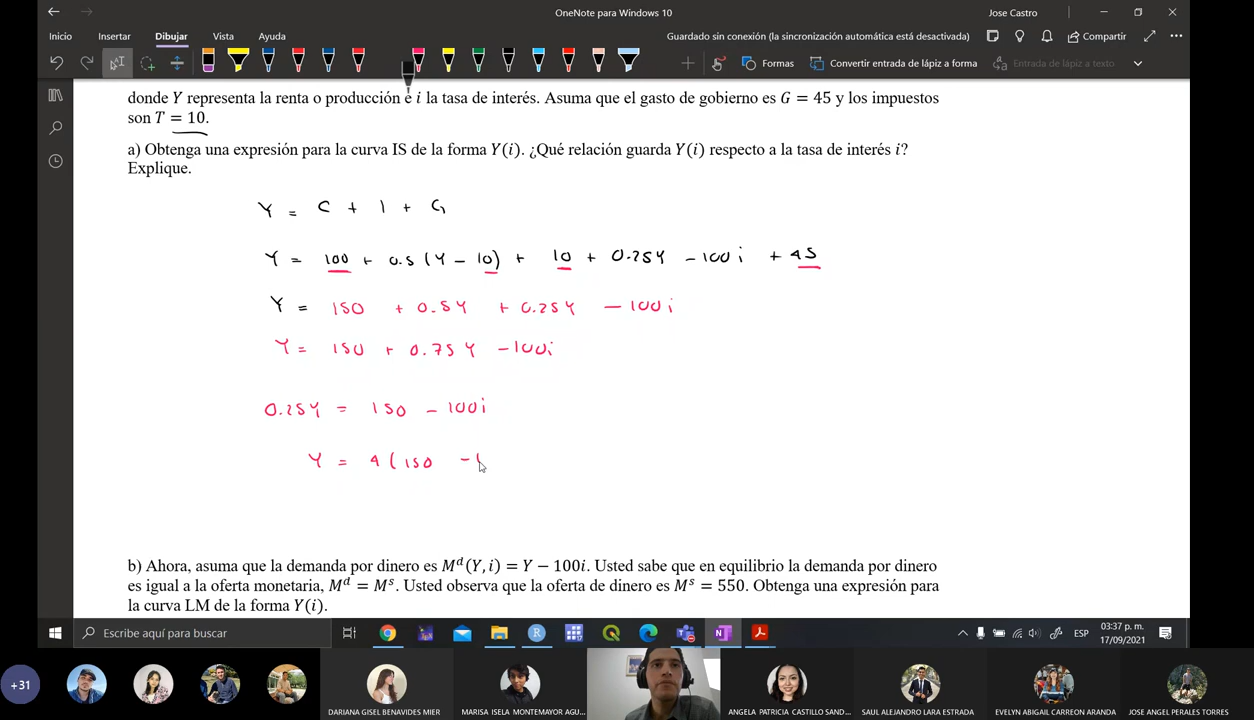 OneNote para Windows 10
Jose Castro
Inicio Insertar Dibujar Vista Ayuda
Guardado sin conexión (la sincronización automática está desactivada)
Compartir
Formas
Convertir entrada de lápiz a forma
Entrada de lápiz a texto
donde Y representa la renta o producción e i la tasa de interés. Asuma que el gasto de gobierno es G = 45 y los impuestos
son T = 10.
a) Obtenga una expresión para la curva IS de la forma Y(i). ¿Qué relación guarda Y(i) respecto a la tasa de interés i?
Explique.
Y = C + I + G
Y = 100 + 0.5 (Y - 10) + 10 + 0.25Y - 100i + 45
Y = 150 + 0.5Y + 0.25Y - 100i
Y = 150 + 0.75Y - 100i
0.25Y = 150 - 100i
Y = 4 (150 - 1
b) Ahora, asuma que la demanda por dinero es Mᵈ(Y, i) = Y − 100i. Usted sabe que en equilibrio la demanda por dinero
es igual a la oferta monetaria, Mᵈ = Mˢ. Usted observa que la oferta de dinero es Mˢ = 550. Obtenga una expresión para
la curva LM de la forma Y(i).
Escribe aquí para buscar
ESP
03:37 p. m.
17/09/2021
+31
DARIANA GISEL BENAVIDES MIER
MARISA ISELA MONTEMAYOR AGU...
ANGELA PATRICIA CASTILLO SAND...
SAUL ALEJANDRO LARA ESTRADA
EVELYN ABIGAIL CARREON ARANDA
JOSE ANGEL PERALES TORRES